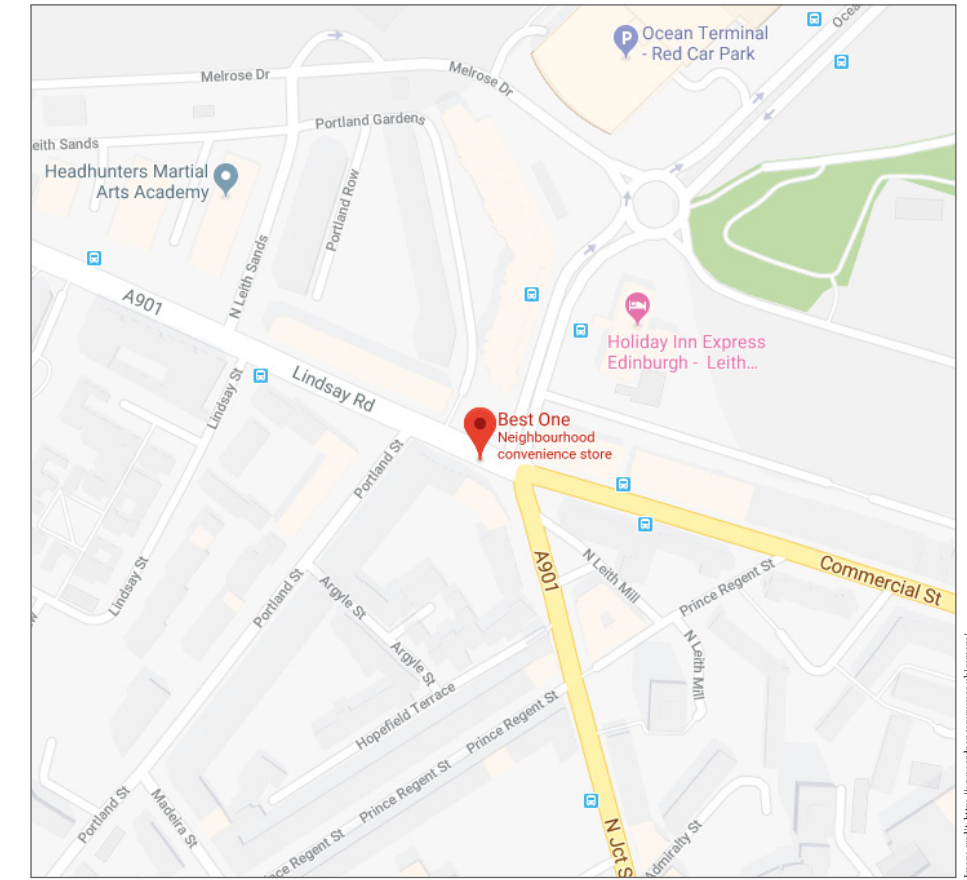 Ocean Terminal
- Red Car Park
P
Melrose Dr
Melrose Dr
Portland Gardens
eith Sands
Headhunters Martial
Arts Academy
Portland Row
N Leith Sands
A901
Holiday Inn Express
Edinburgh - Leith...
Lindsay Rd
Lindsay St
Best One
Neighbourhood
convenience store
Portland St
A901
N Leith Mill
Commercial St
Prince Regent St
Lindsay St
Portland St
Argyle St
Argyle St
N Leith Mill
Hopefield Terrace
Prince Regent St
Prince Regent St
Portland St
Madeira St
N Jct S
Admiralty St
ce Regent St